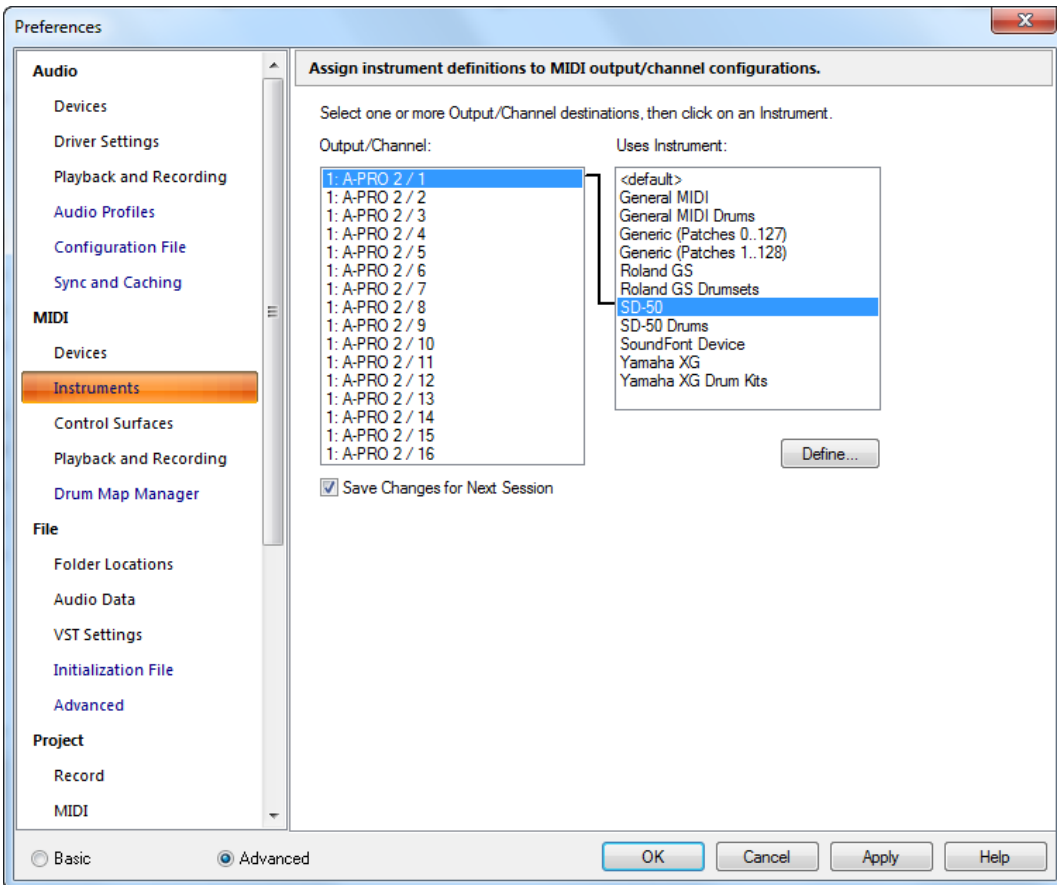 Preferences
Audio
Devices
Driver Settings
Playback and Recording
Audio Profiles
Configuration File
Sync and Caching
MIDI
Devices
Instruments
Control Surfaces
Playback and Recording
Drum Map Manager
File
Folder Locations
Audio Data
VST Settings
Initialization File
Advanced
Project
Record
MIDI
Assign instrument definitions to MIDI output/channel configurations.
Select one or more Output/Channel destinations, then click on an Instrument.
Output/Channel:
1: A-PRO 2 / 1
1: A-PRO 2 / 2
1: A-PRO 2 / 3
1: A-PRO 2 / 4
1: A-PRO 2 / 5
1: A-PRO 2 / 6
1: A-PRO 2 / 7
1: A-PRO 2 / 8
1: A-PRO 2 / 9
1: A-PRO 2 / 10
1: A-PRO 2 / 11
1: A-PRO 2 / 12
1: A-PRO 2 / 13
1: A-PRO 2 / 14
1: A-PRO 2 / 15
1: A-PRO 2 / 16
Uses Instrument:
<default>
General MIDI
General MIDI Drums
Generic (Patches 0..127)
Generic (Patches 1..128)
Roland GS
Roland GS Drumsets
SD-50
SD-50 Drums
SoundFont Device
Yamaha XG
Yamaha XG Drum Kits
Define...
Save Changes for Next Session
Basic
Advanced
OK
Cancel
Apply
Help